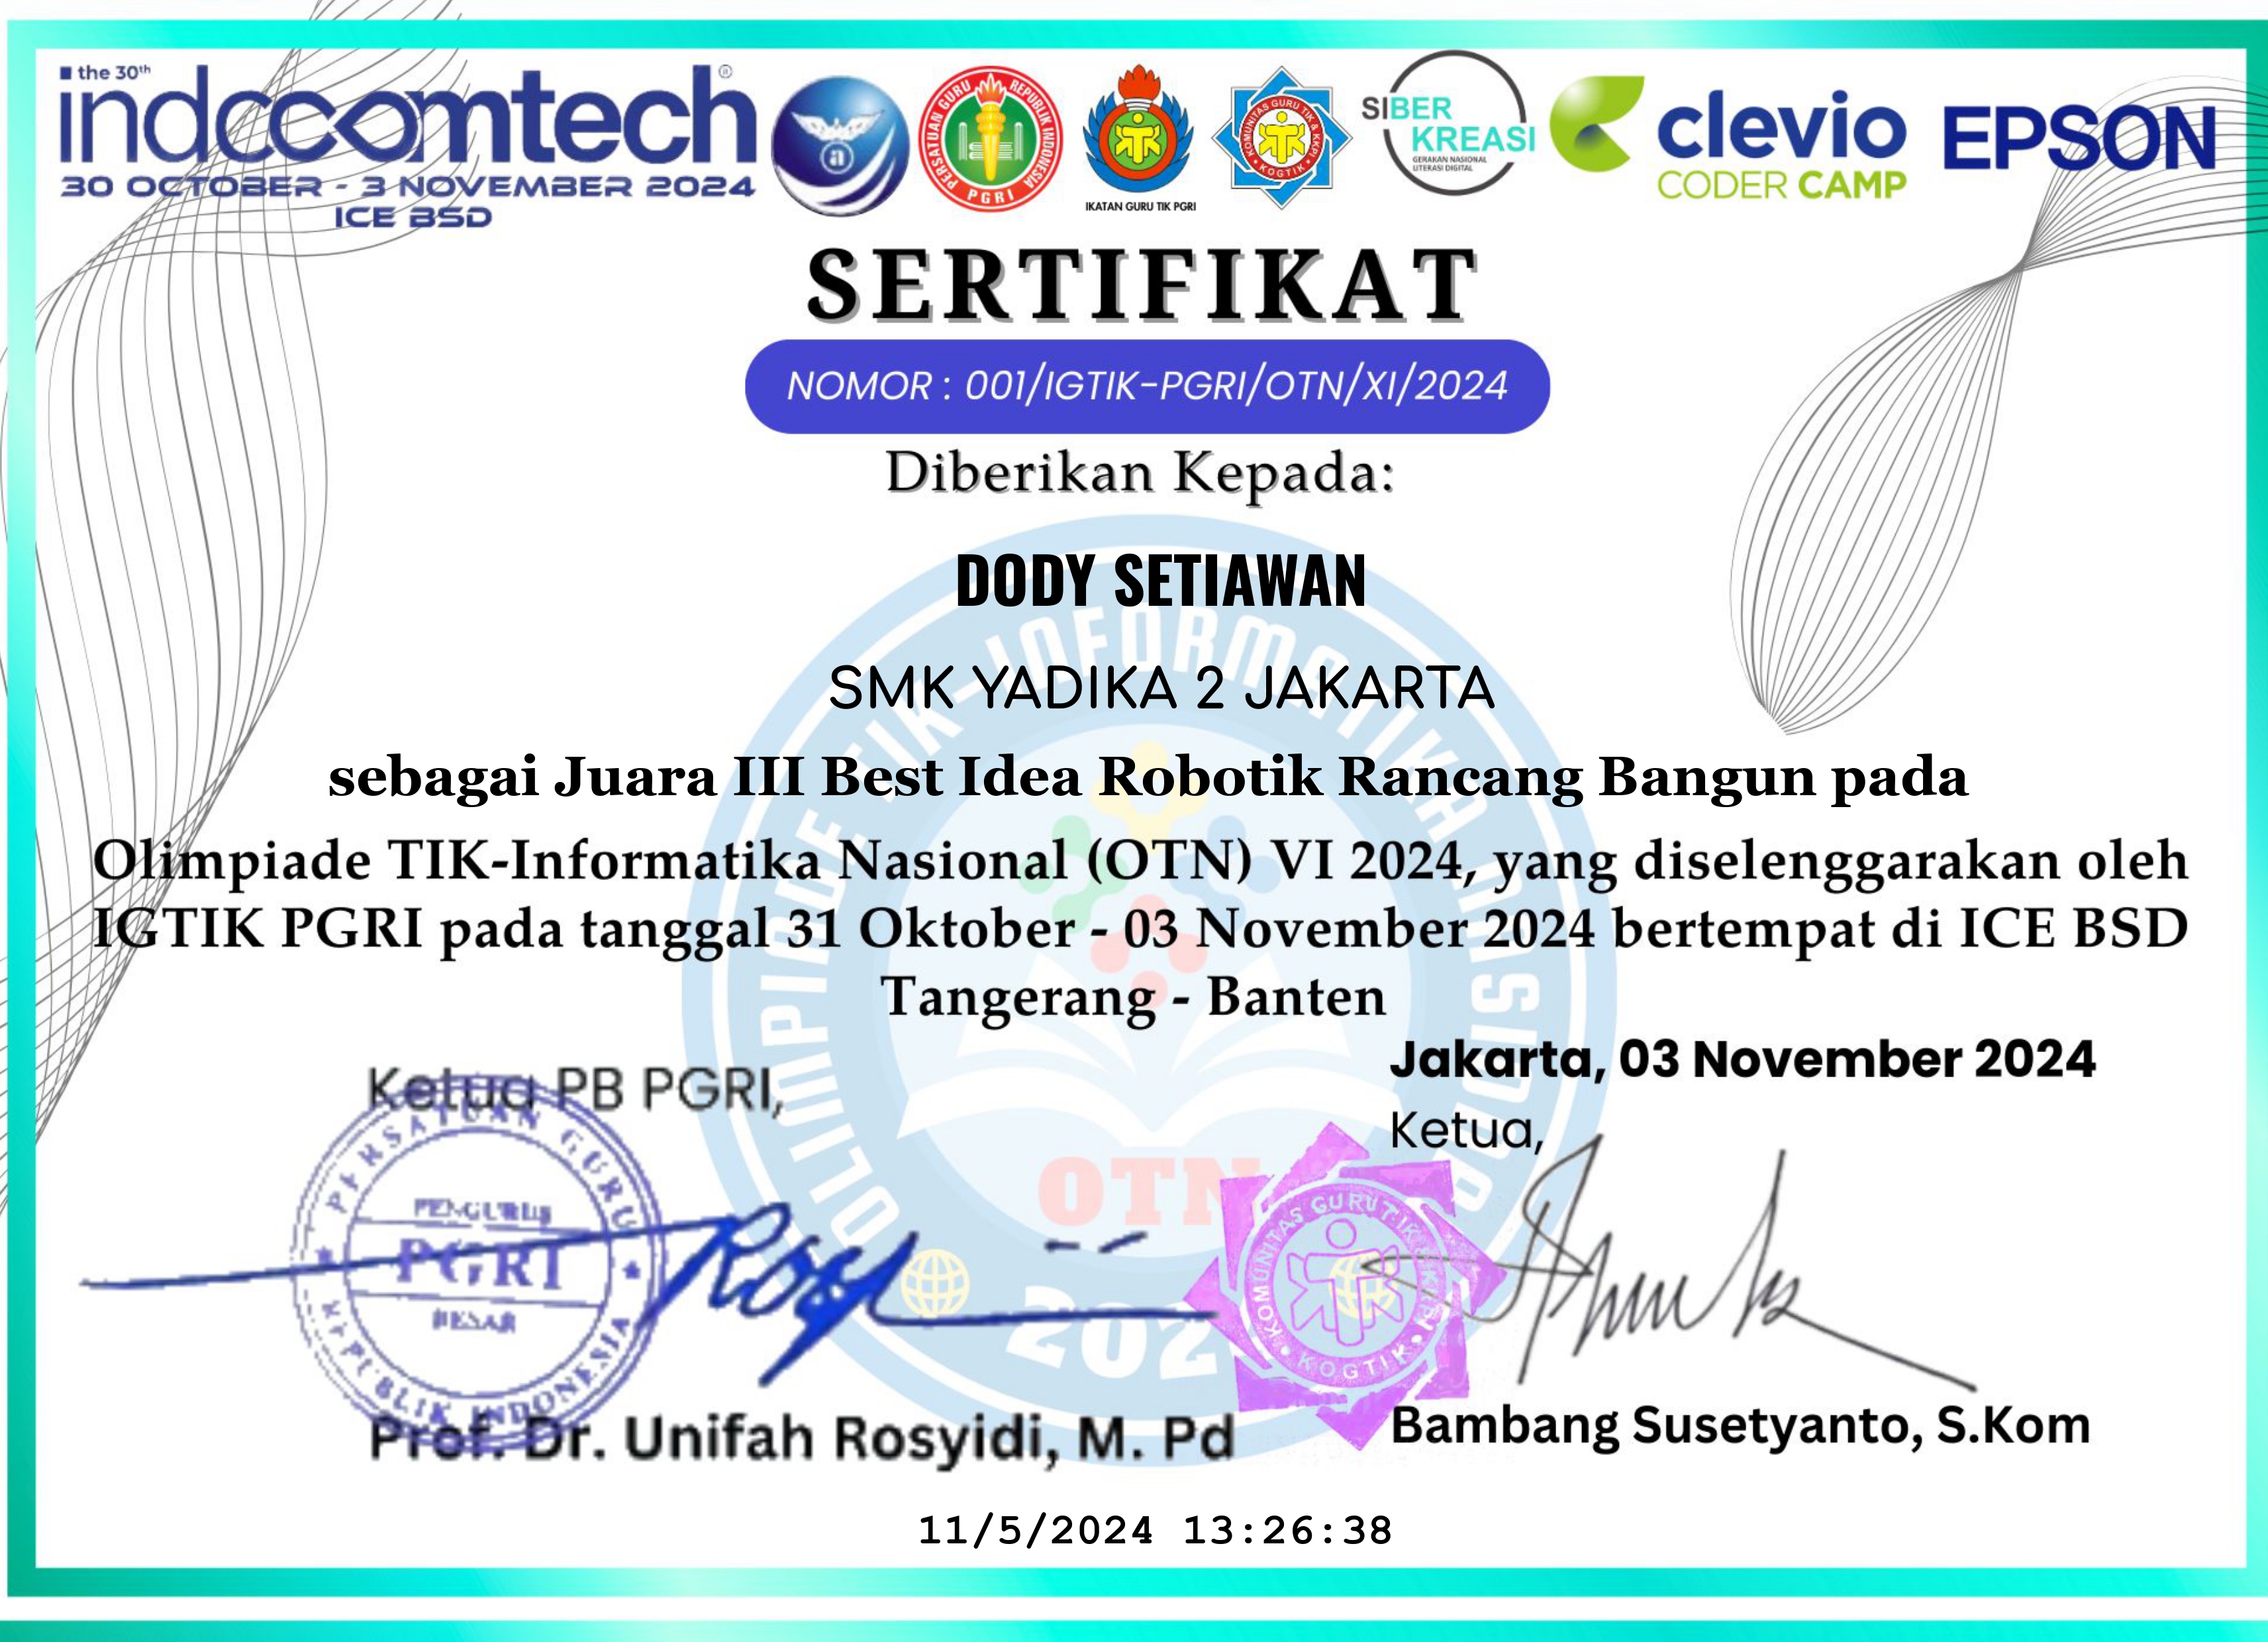 the 30th
indocomtech
30 OCTOBER - 3 NOVEMBER 2024
ICE BSD
PERSATUAN GURU REPUBLIK INDONESIA
PGRI
IKATAN GURU TIK PGRI
KOMUNITAS GURU TIK & KKPI
KOGTIK
SIBER
KREASI
GERAKAN NASIONAL
LITERASI DIGITAL
clevio
CODER CAMP
EPSON
SERTIFIKAT
NOMOR : 001/IGTIK-PGRI/OTN/XI/2024
Diberikan Kepada:
DODY SETIAWAN
SMK YADIKA 2 JAKARTA
sebagai Juara III Best Idea Robotik Rancang Bangun pada
Olimpiade TIK-Informatika Nasional (OTN) VI 2024, yang diselenggarakan oleh
IGTIK PGRI pada tanggal 31 Oktober - 03 November 2024 bertempat di ICE BSD
Tangerang - Banten
OLIMPIADE TIK-INFORMATIKA NASIONAL
OTN
202
Jakarta, 03 November 2024
Ketua PB PGRI,
Ketua,
PERSATUAN GURU
PENGURUS
PGRI
BESAR
REPUBLIK INDONESIA
KOMUNITAS GURU TIK & KKPI
KOGTIK
Prof. Dr. Unifah Rosyidi, M. Pd
Bambang Susetyanto, S.Kom
11/5/2024 13:26:38